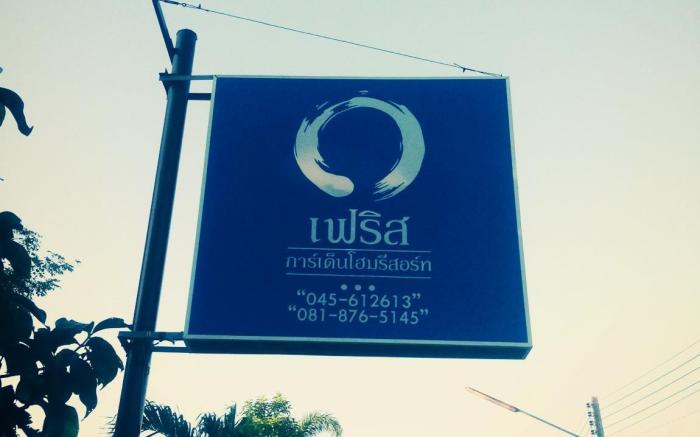 เฟริส
การ์เด็นโฮมรีสอร์ท
"045-612613"
"081-876-5145"